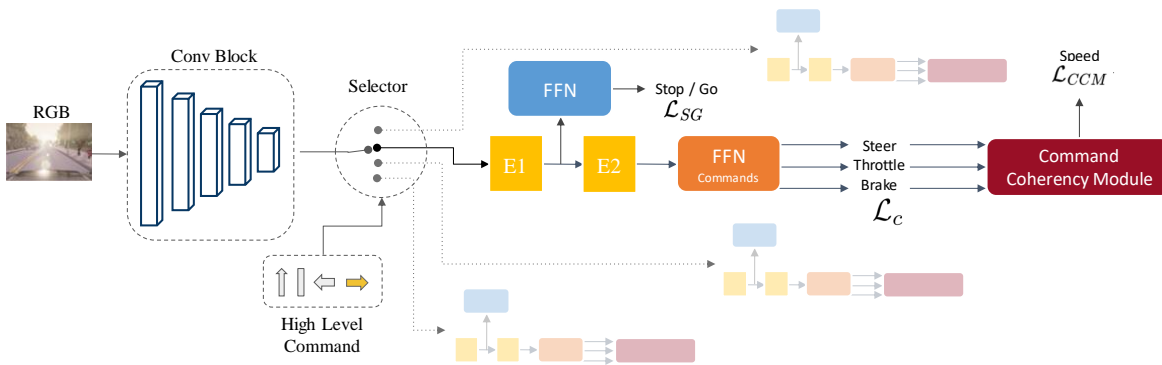 RGB
Conv Block
Selector
High Level
Command
FFN
Stop / Go
ℒ_SG
E1
E2
FFN
Commands
Steer
Throttle
Brake
ℒ_c
Speed
ℒ_CCM
Command
Coherency Module